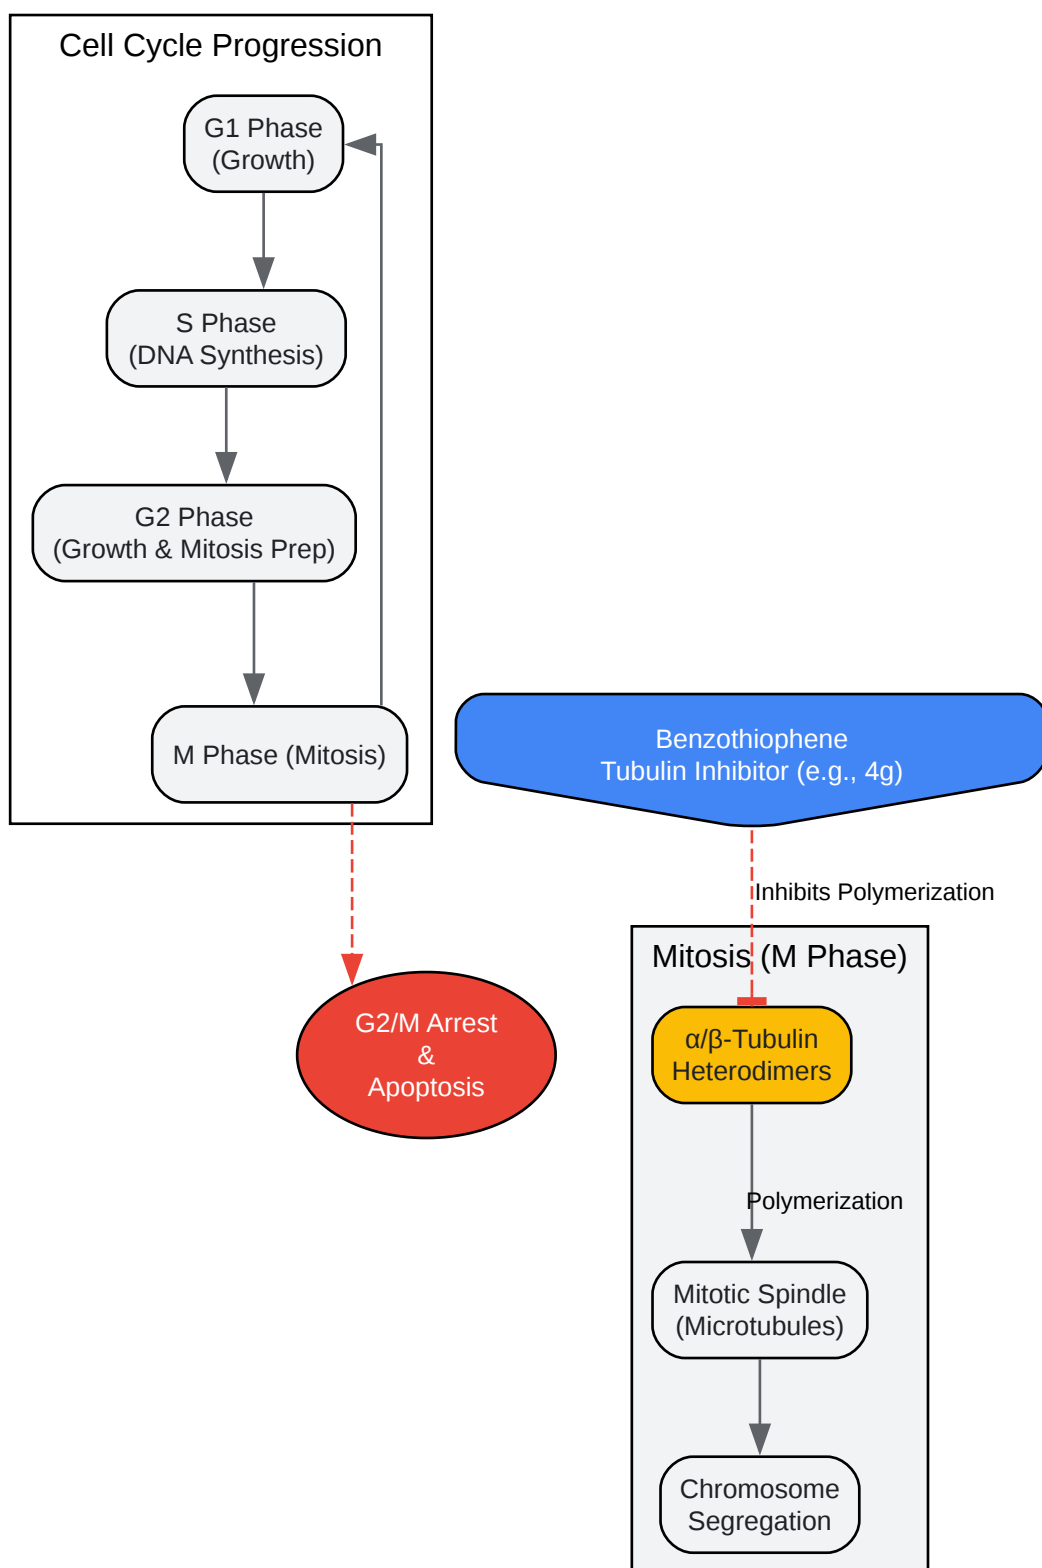 Cell Cycle Progression
G1 Phase
(Growth)
S Phase
(DNA Synthesis)
G2 Phase
(Growth & Mitosis Prep)
M Phase (Mitosis)
Benzothiophene
Tubulin Inhibitor (e.g., 4g)
Inhibits Polymerization
Mitosis (M Phase)
G2/M Arrest
&
Apoptosis
α/β-Tubulin
Heterodimers
Polymerization
Mitotic Spindle
(Microtubules)
Chromosome
Segregation